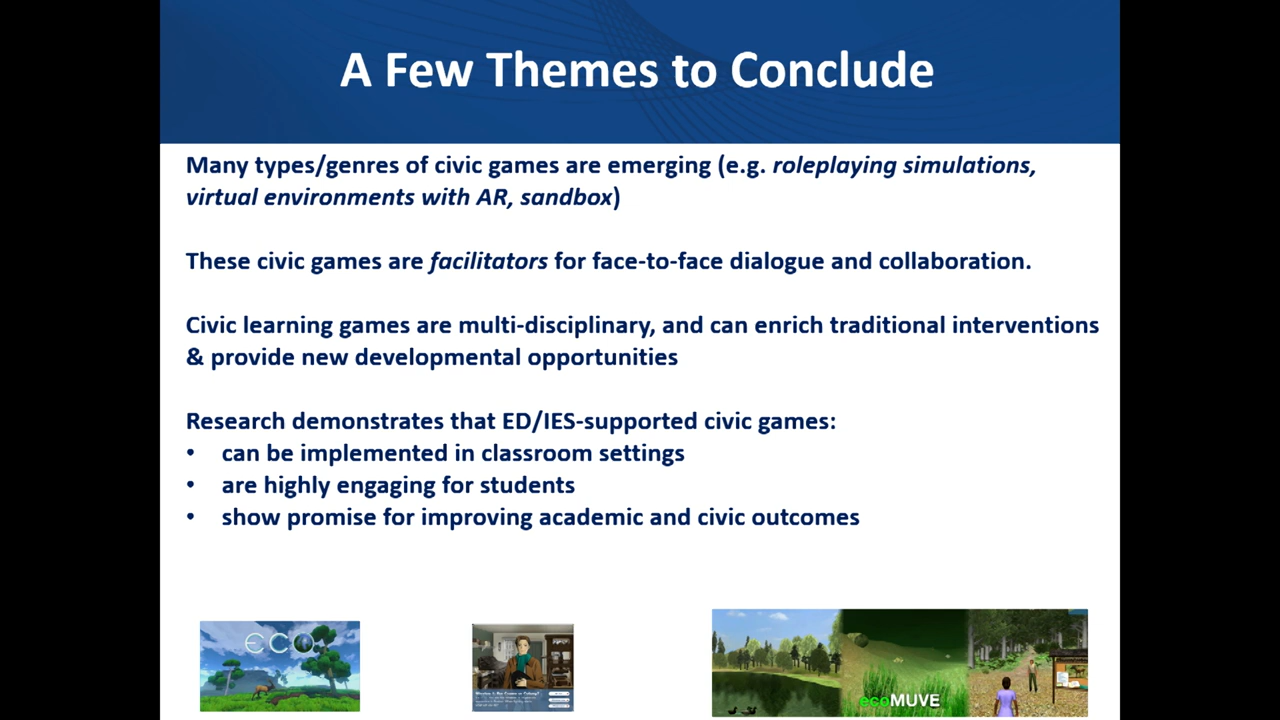 A Few Themes to Conclude
Many types/genres of civic games are emerging (e.g. roleplaying simulations,
virtual environments with AR, sandbox)
These civic games are facilitators for face-to-face dialogue and collaboration.
Civic learning games are multi-disciplinary, and can enrich traditional interventions
& provide new developmental opportunities
Research demonstrates that ED/IES-supported civic games:
• can be implemented in classroom settings
• are highly engaging for students
• show promise for improving academic and civic outcomes
ECO
ecoMUVE